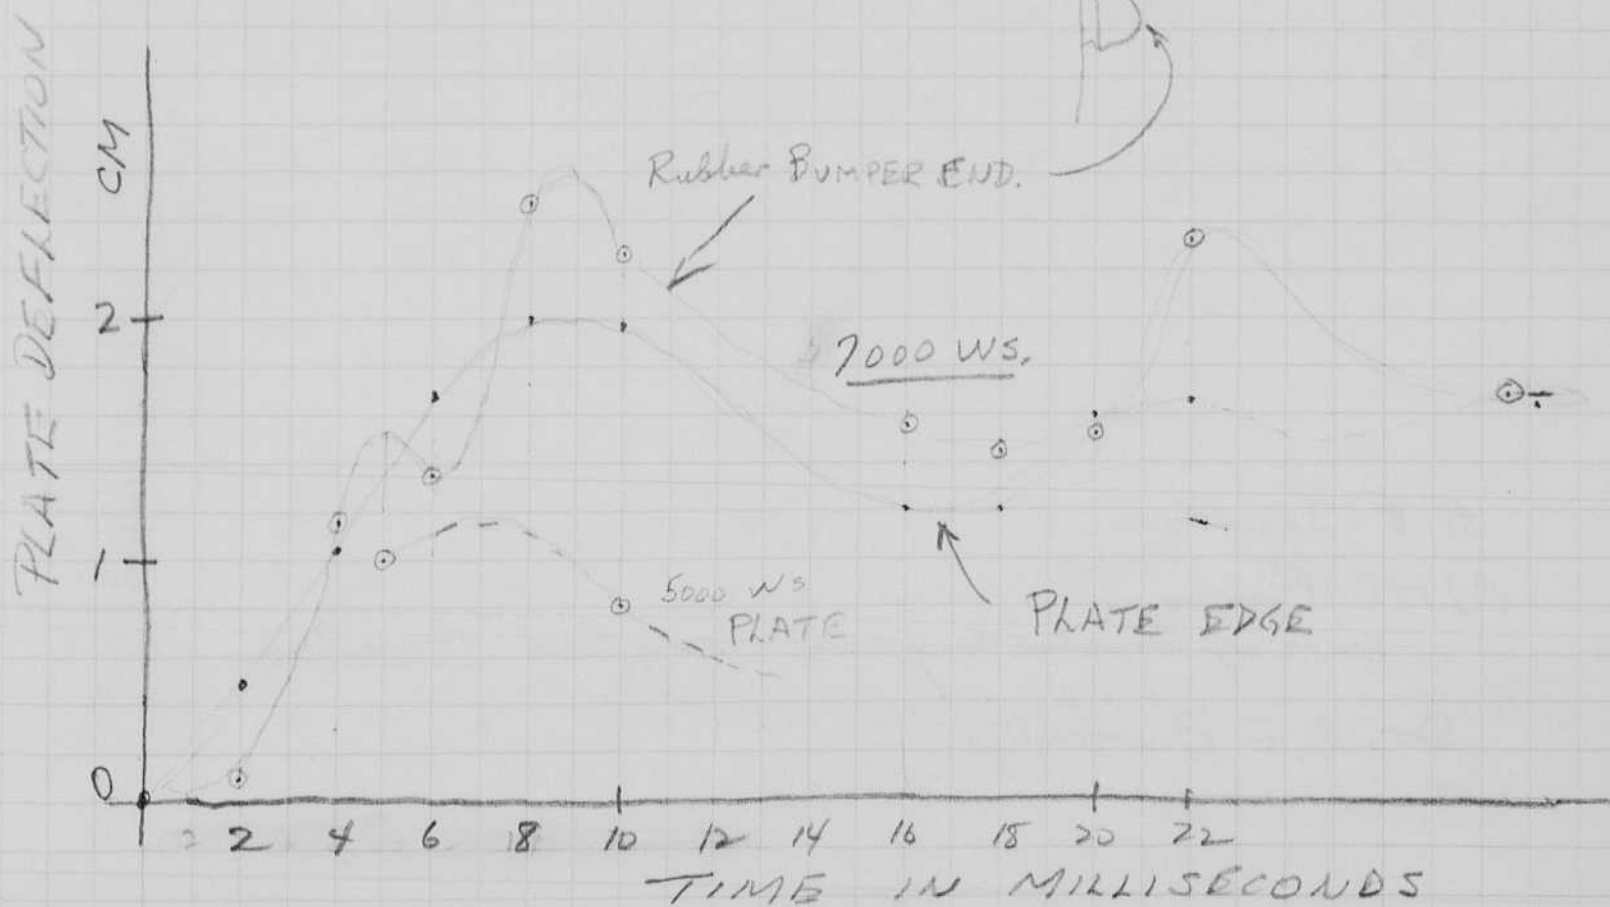 PLATE DEFLECTION
CM
Rubber BUMPER END.
2
7000 WS.
1
5000 WS
PLATE
PLATE EDGE
0
2 4 6 8 10 12 14 16 18 20 22
TIME IN MILLISECONDS